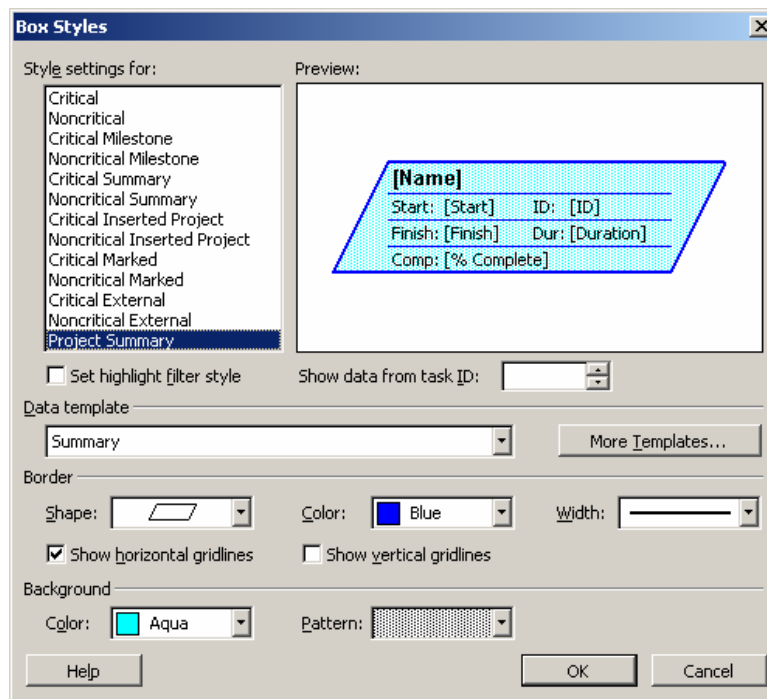 Box Styles
Style settings for:
Preview:
Critical
Noncritical
Critical Milestone
Noncritical Milestone
Critical Summary
Noncritical Summary
Critical Inserted Project
Noncritical Inserted Project
Critical Marked
Noncritical Marked
Critical External
Noncritical External
Project Summary
[Name]
Start: [Start] ID: [ID]
Finish: [Finish] Dur: [Duration]
Comp: [% Complete]
Set highlight filter style
Show data from task ID:
Data template
Summary
More Templates...
Border
Shape:
Color: Blue
Width:
Show horizontal gridlines
Show vertical gridlines
Background
Color: Aqua
Pattern:
Help
OK
Cancel